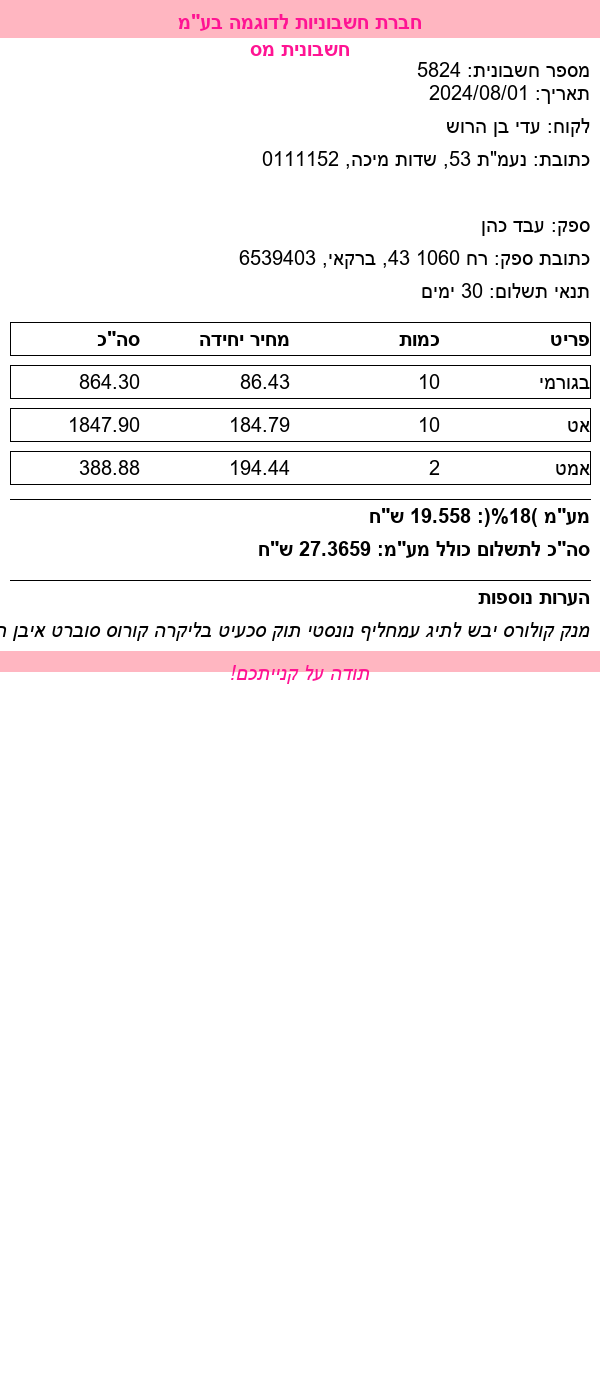 חברת חשבוניות לדוגמה בע"מ
חשבונית מס
מספר חשבונית: 5824
תאריך: 2024/08/01
לקוח: עדי בן הרוש
כתובת: נעמ"ת 53, שדות מיכה, 0111152
ספק: עבד כהן
כתובת ספק: רח 1060 43, ברקאי, 6539403
תנאי תשלום: 30 ימים
פריט כמות מחיר יחידה סה"כ
בגורמי 10 86.43 864.30
אט 10 184.79 1847.90
אמט 2 194.44 388.88
מע"מ )18%(: 19.558 ש"ח
סה"כ לתשלום כולל מע"מ: 27.3659 ש"ח
הערות נוספות
מנק קולורס יבש לתיג עמחליף נונסטי תוק סכעיט בליקרה קורוס סוברט איבן
תודה על קנייתכם!